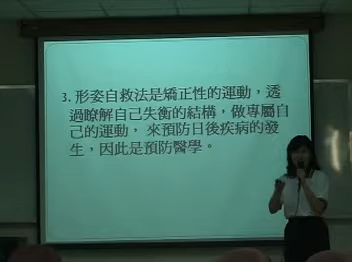 3. 形姿自救法是矯正性的運動，透
過瞭解自己失衡的結構，做專屬自
己的運動， 來預防日後疾病的發
生，因此是預防醫學。